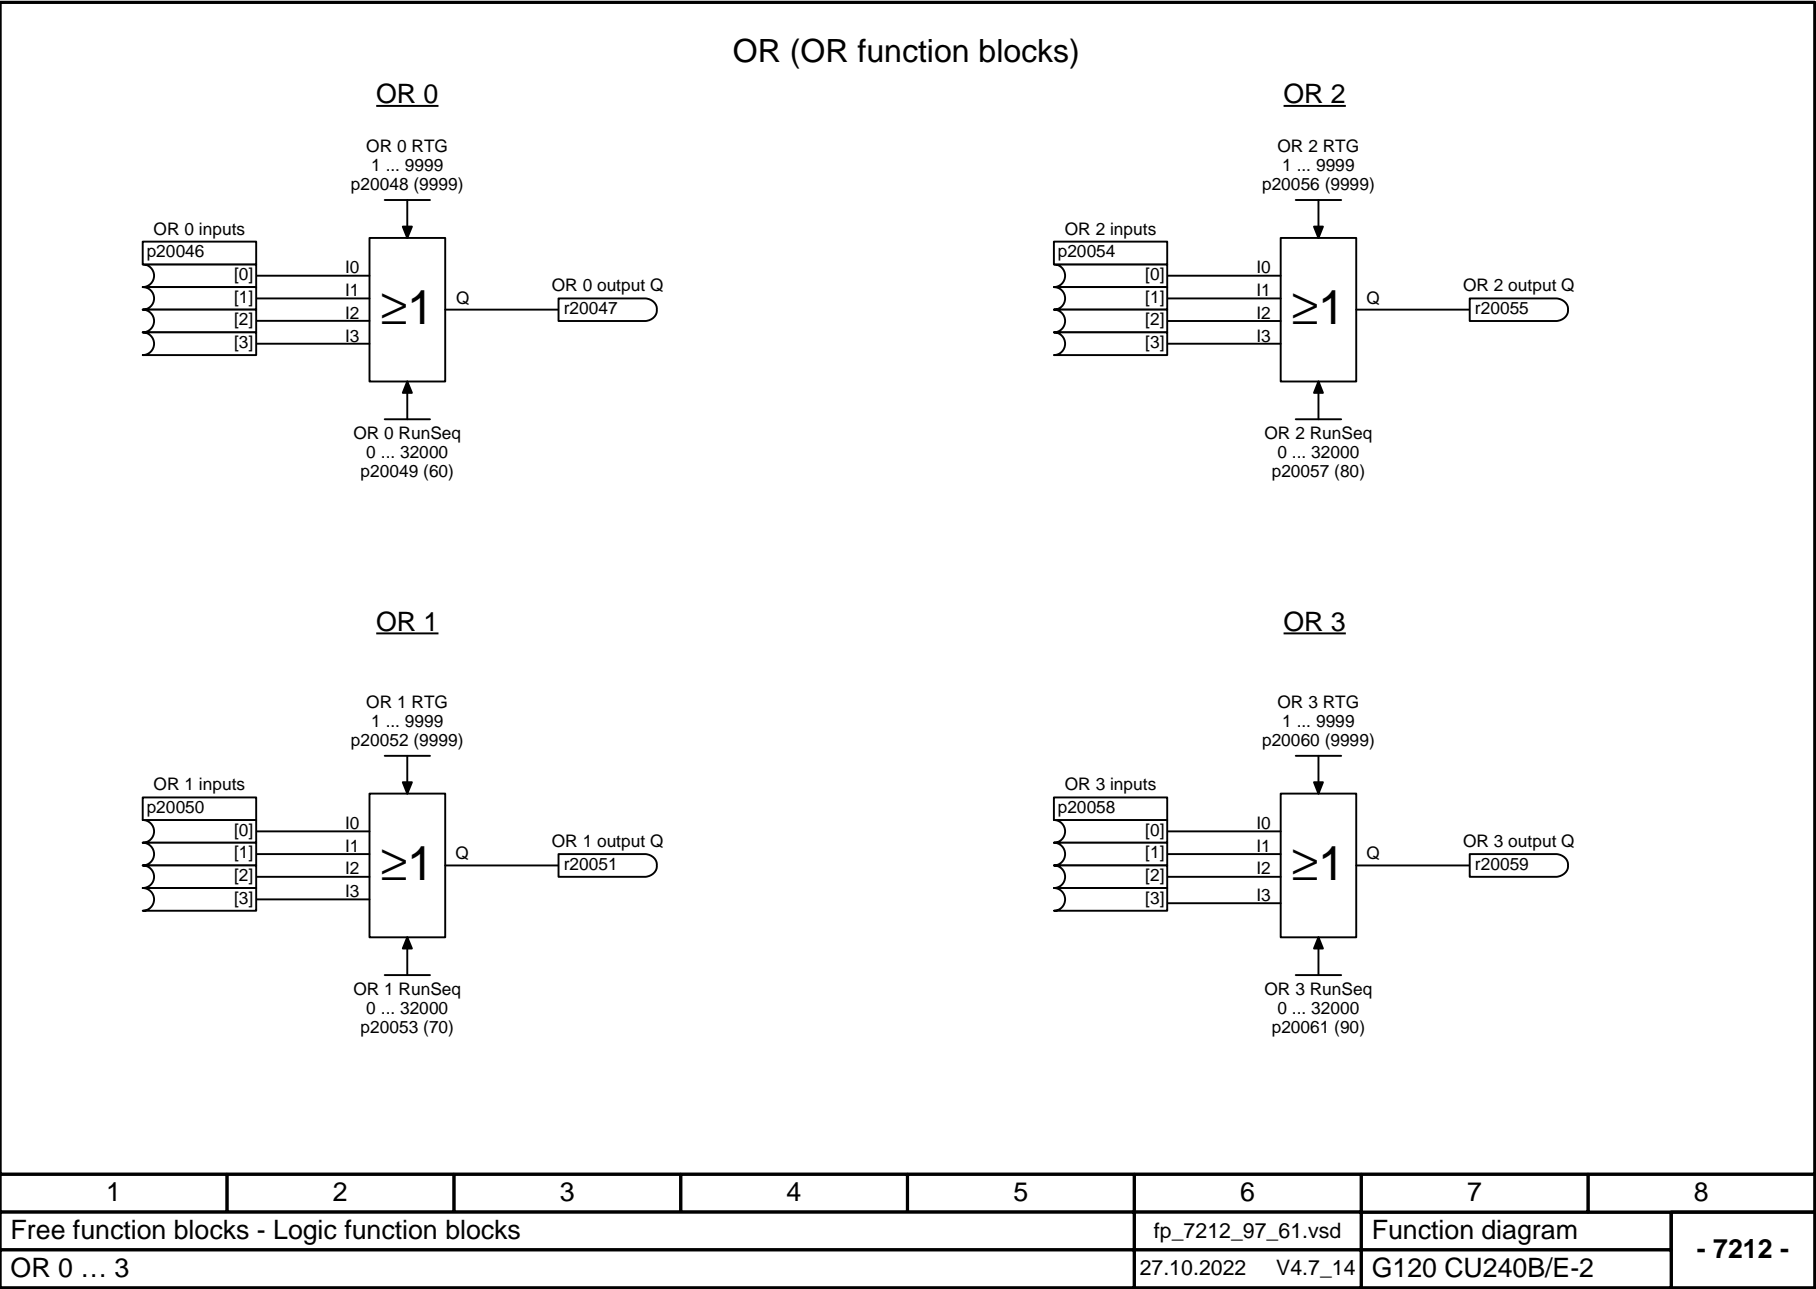 OR (OR function blocks)
OR 0
OR 0 RTG
1 ... 9999
p20048 (9999)
OR 0 inputs
p20046
[0] I0
[1] I1
[2] I2
[3] I3
≥1
Q
OR 0 output Q
r20047
OR 0 RunSeq
0 ... 32000
p20049 (60)
OR 2
OR 2 RTG
1 ... 9999
p20056 (9999)
OR 2 inputs
p20054
[0] I0
[1] I1
[2] I2
[3] I3
≥1
Q
OR 2 output Q
r20055
OR 2 RunSeq
0 ... 32000
p20057 (80)
OR 1
OR 1 RTG
1 ... 9999
p20052 (9999)
OR 1 inputs
p20050
[0] I0
[1] I1
[2] I2
[3] I3
≥1
Q
OR 1 output Q
r20051
OR 1 RunSeq
0 ... 32000
p20053 (70)
OR 3
OR 3 RTG
1 ... 9999
p20060 (9999)
OR 3 inputs
p20058
[0] I0
[1] I1
[2] I2
[3] I3
≥1
Q
OR 3 output Q
r20059
OR 3 RunSeq
0 ... 32000
p20061 (90)
1 2 3 4 5 6 7 8
Free function blocks - Logic function blocks fp_7212_97_61.vsd Function diagram
- 7212 -
OR 0 … 3 27.10.2022 V4.7_14 G120 CU240B/E-2